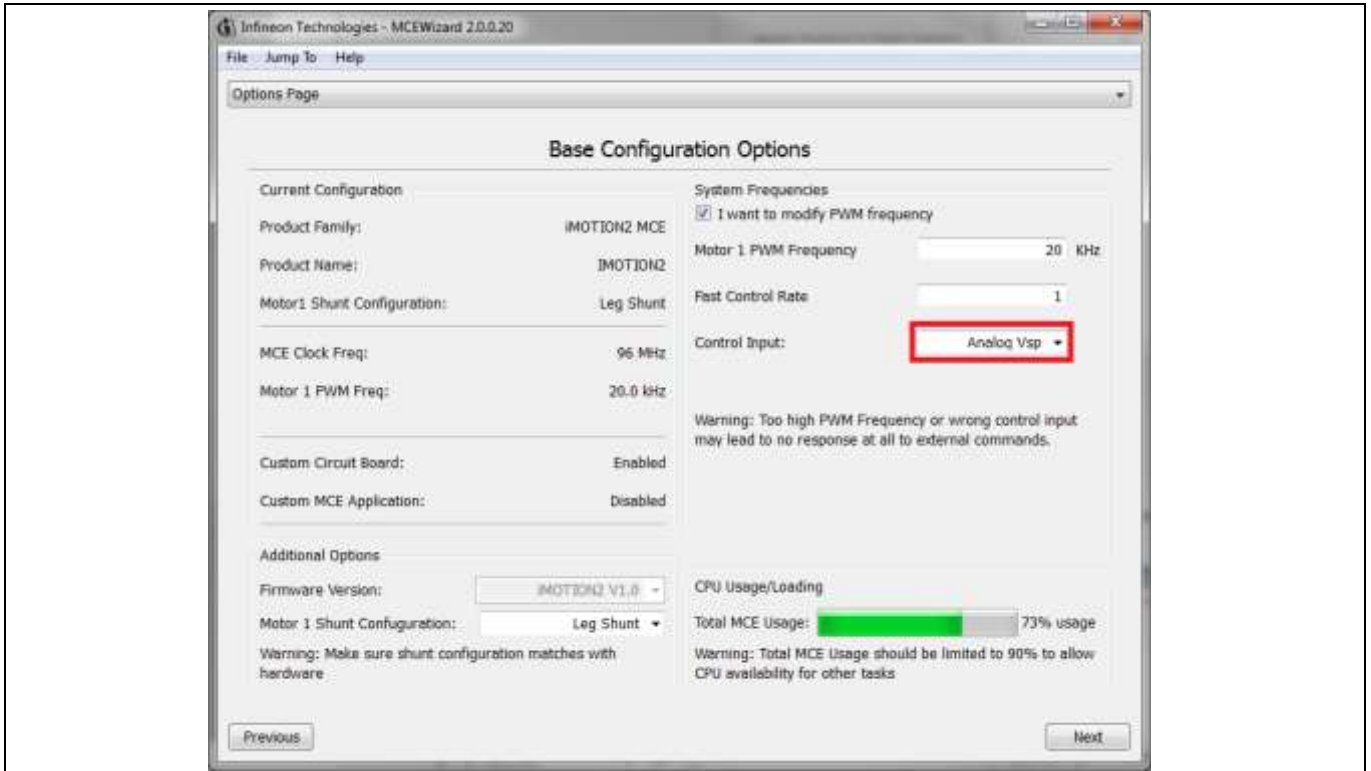 Infineon Technologies - MCEWizard 2.0.0.20
File Jump To Help
Options Page
Base Configuration Options
Current Configuration
Product Family: iMOTION2 MCE
Product Name: IMOTION2
Motor1 Shunt Configuration: Leg Shunt
MCE Clock Freq: 96 MHz
Motor 1 PWM Freq: 20.0 kHz
Custom Circuit Board: Enabled
Custom MCE Application: Disabled
Additional Options
Firmware Version: iMOTION2 V1.0
Motor 1 Shunt Confuguration: Leg Shunt
Warning: Make sure shunt configuration matches with
hardware
System Frequencies
I want to modify PWM frequency
Motor 1 PWM Frequency 20 KHz
Fast Control Rate 1
Control Input: Analog Vsp
Warning: Too high PWM Frequency or wrong control input
may lead to no response at all to external commands.
CPU Usage/Loading
Total MCE Usage: 73% usage
Warning: Total MCE Usage should be limited to 90% to allow
CPU availability for other tasks
Previous
Next